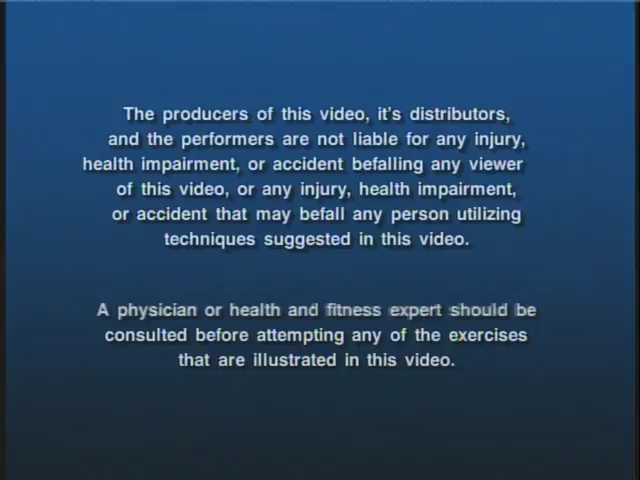 The producers of this video, it's distributors,
and the performers are not liable for any injury,
health impairment, or accident befalling any viewer
of this video, or any injury, health impairment,
or accident that may befall any person utilizing
techniques suggested in this video.
A physician or health and fitness expert should be
consulted before attempting any of the exercises
that are illustrated in this video.